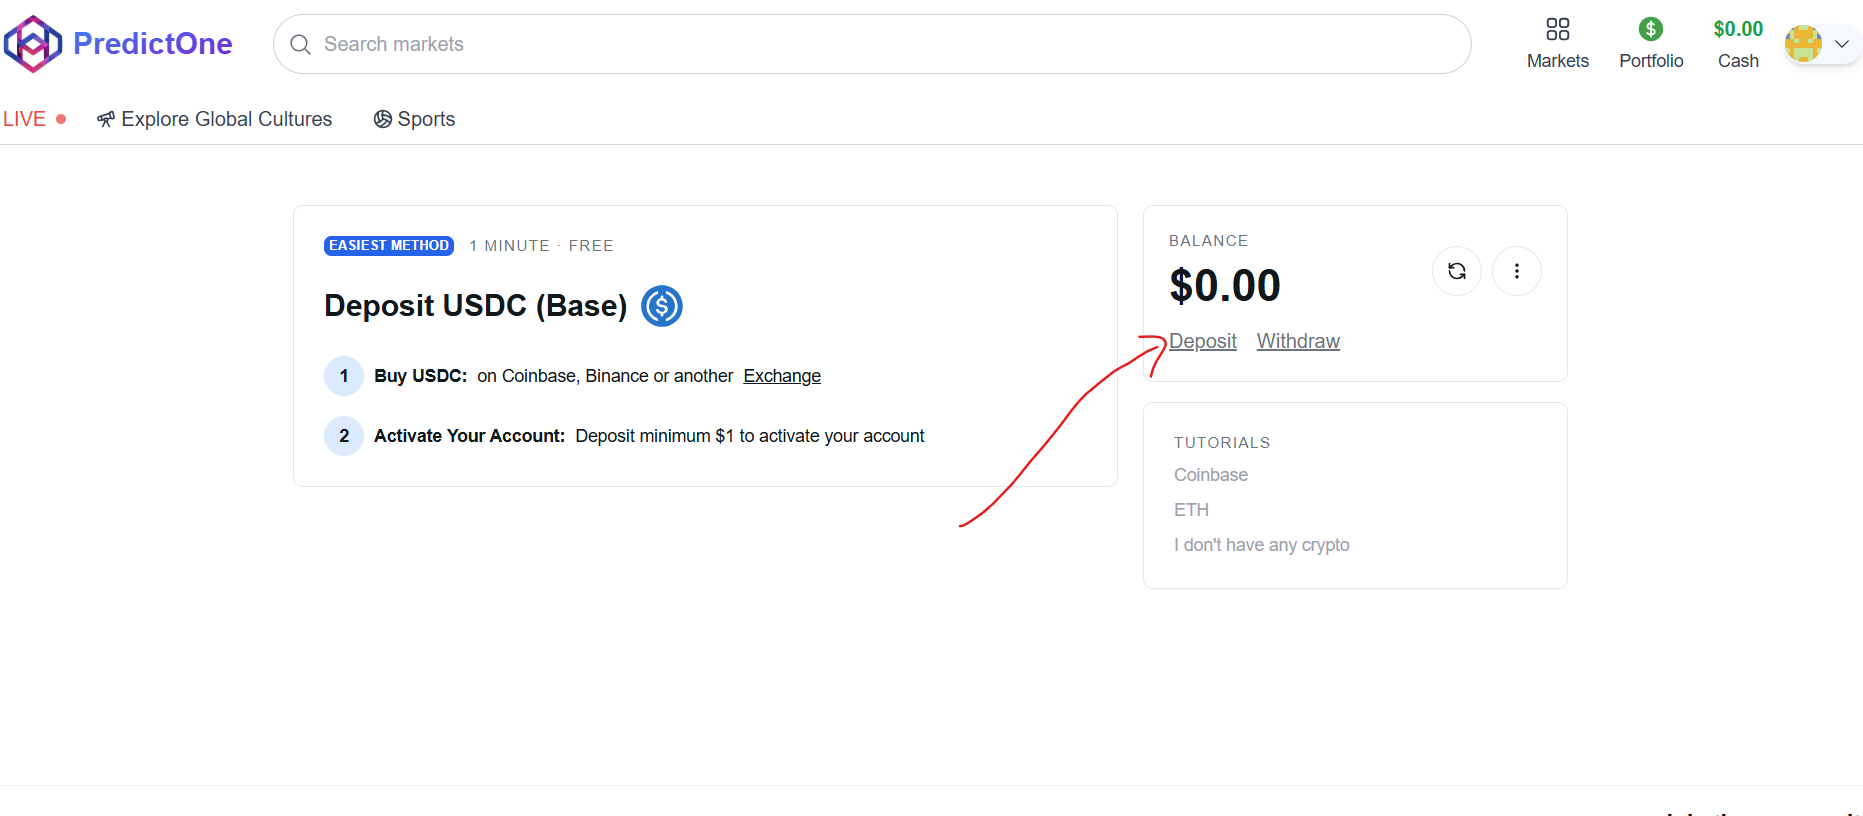 PredictOne
Search markets
Markets
Portfolio
$0.00
Cash
LIVE
Explore Global Cultures
Sports
EASIEST METHOD 1 MINUTE · FREE
Deposit USDC (Base)
1 Buy USDC: on Coinbase, Binance or another Exchange
2 Activate Your Account: Deposit minimum $1 to activate your account
BALANCE
$0.00
Deposit Withdraw
TUTORIALS
Coinbase
ETH
I don't have any crypto